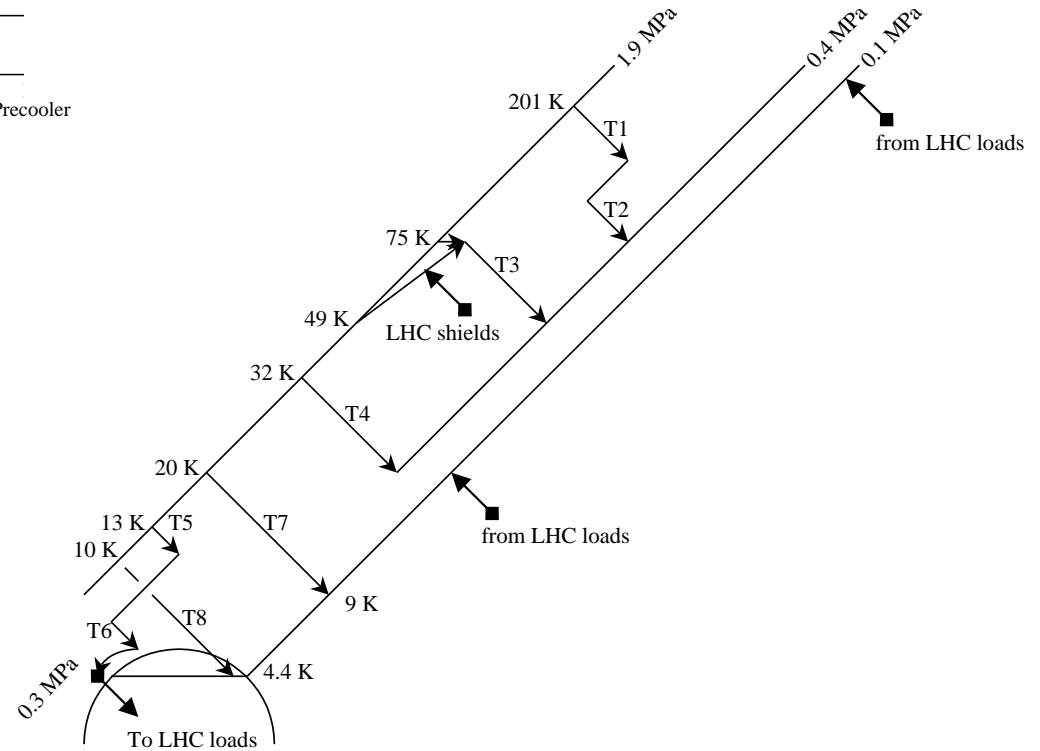 1.9 MPa
0.4 MPa
0.1 MPa
Precooler
201 K
T1
from LHC loads
T2
75 K
T3
49 K
LHC shields
32 K
T4
20 K
13 K
T5
T7
from LHC loads
10 K
9 K
T8
T6
4.4 K
0.3 MPa
To LHC loads